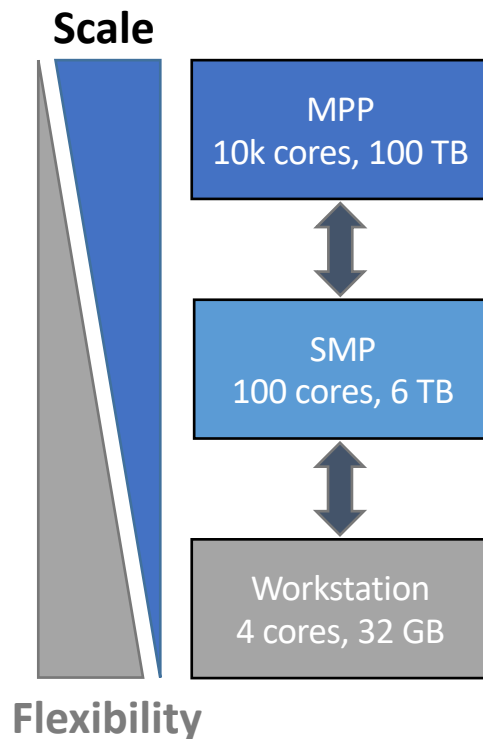 Scale
MPP
10k cores, 100 TB
SMP
100 cores, 6 TB
Workstation
4 cores, 32 GB
Flexibility